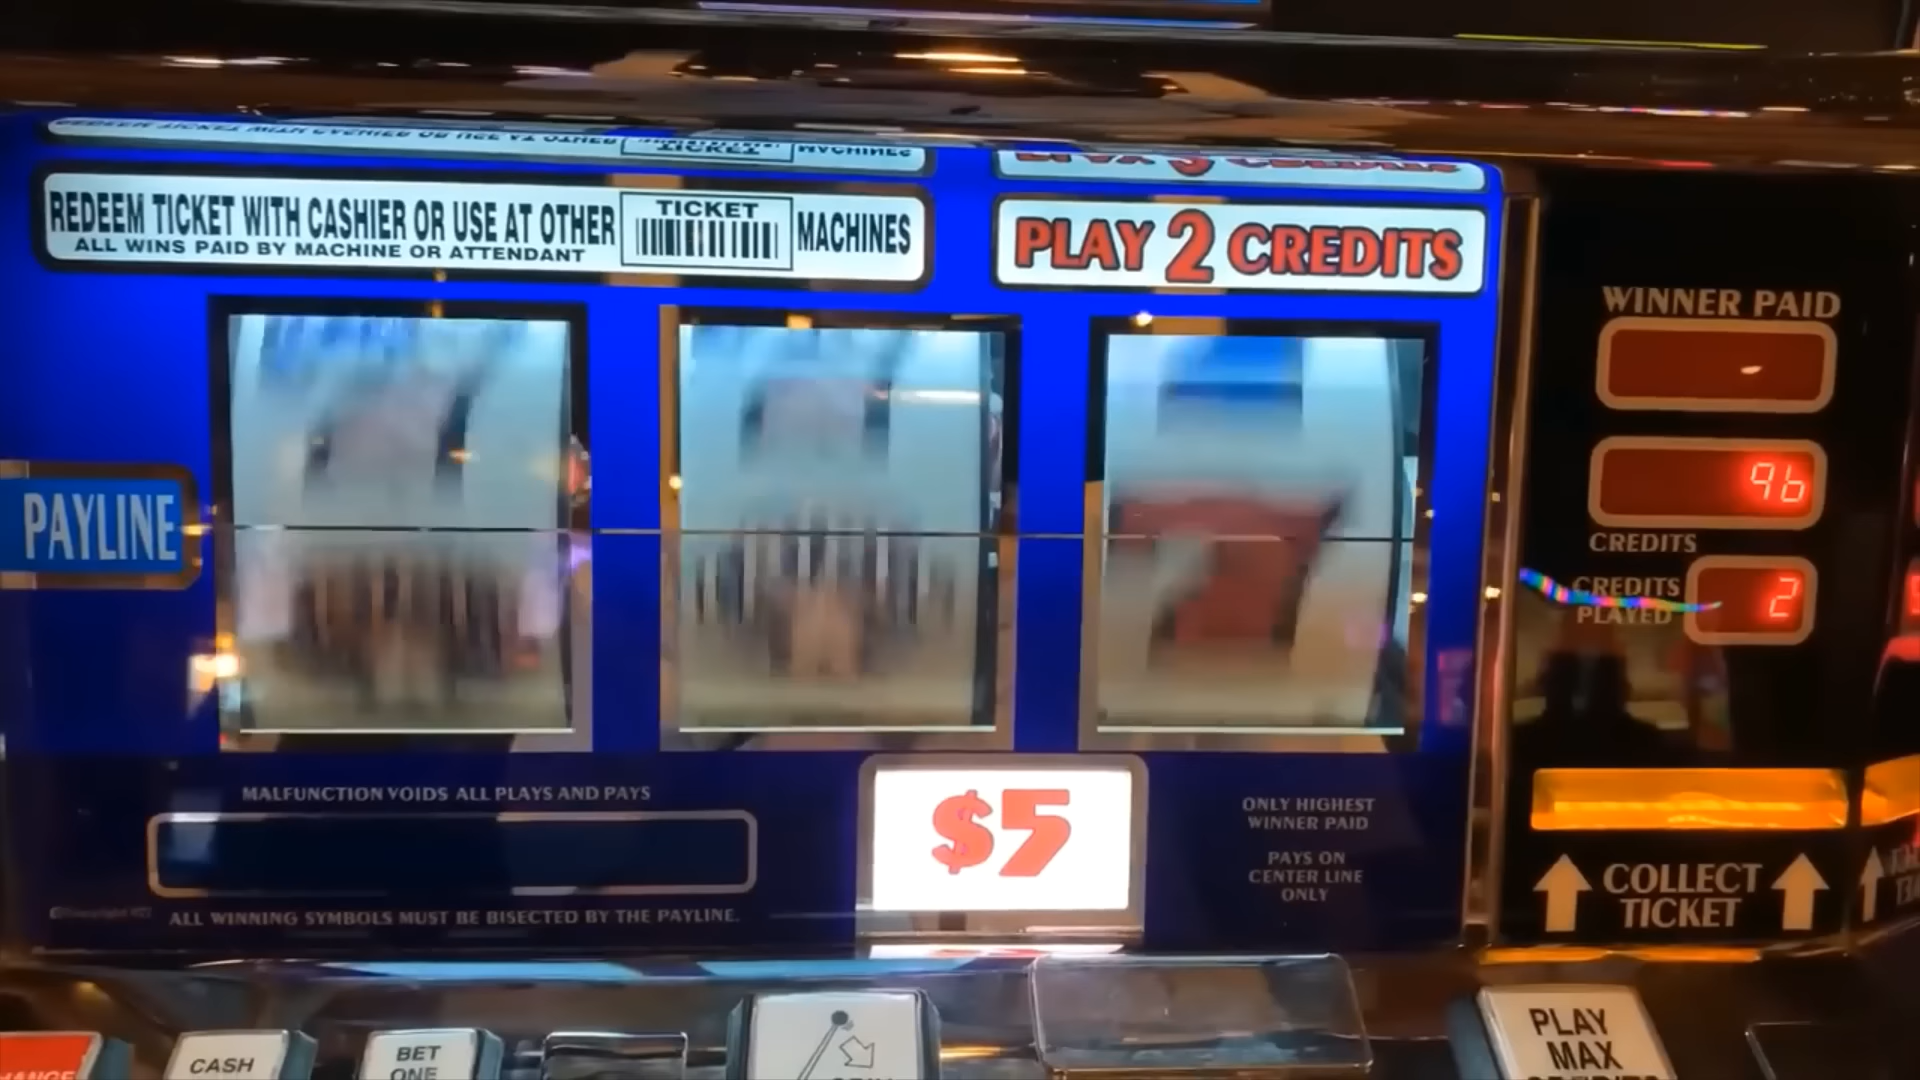 REDEEM TICKET WITH CASHIER OR USE AT OTHER
ALL WINS PAID BY MACHINE OR ATTENDANT
TICKET
MACHINES
PLAY 2 CREDITS
WINNER PAID
96
CREDITS
CREDITS
PLAYED
2
PAYLINE
MALFUNCTION VOIDS ALL PLAYS AND PAYS
ALL WINNING SYMBOLS MUST BE BISECTED BY THE PAYLINE.
$5
ONLY HIGHEST
WINNER PAID
PAYS ON
CENTER LINE
ONLY
COLLECT
TICKET
CASH
BET
ONE
PLAY
MAX